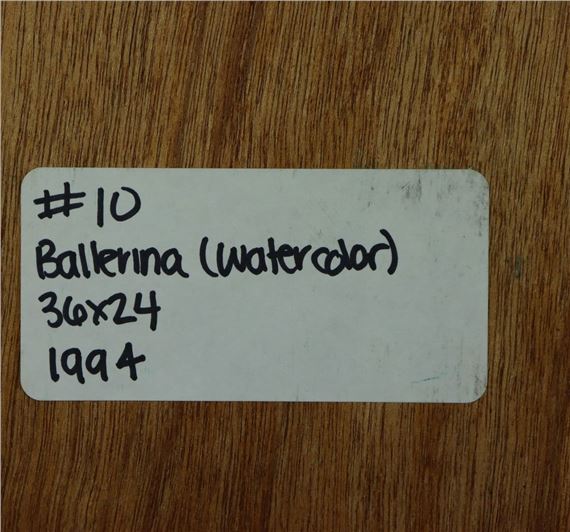 #10
Ballerina (watercolor)
36x24
1994